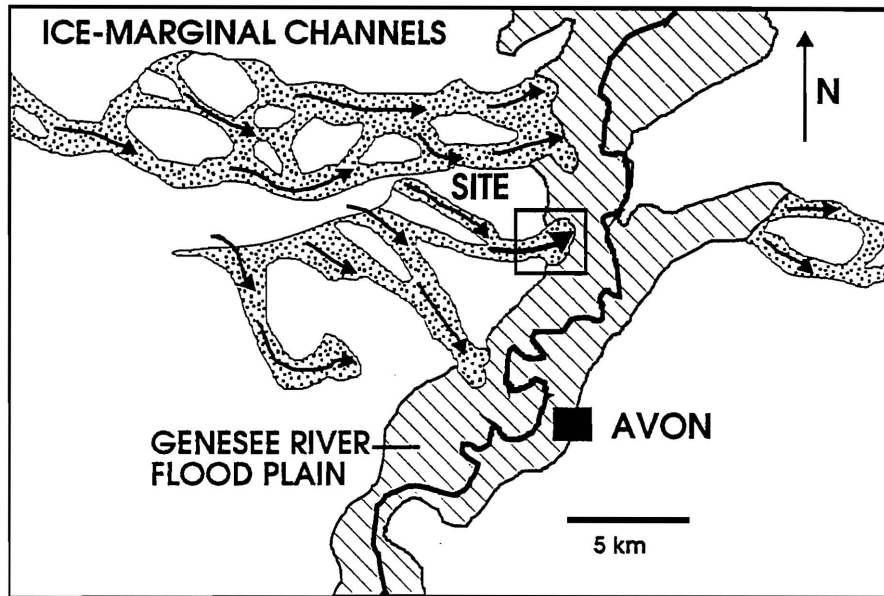 ICE-MARGINAL CHANNELS
N
SITE
GENESEE RIVER
FLOOD PLAIN
AVON
5 km